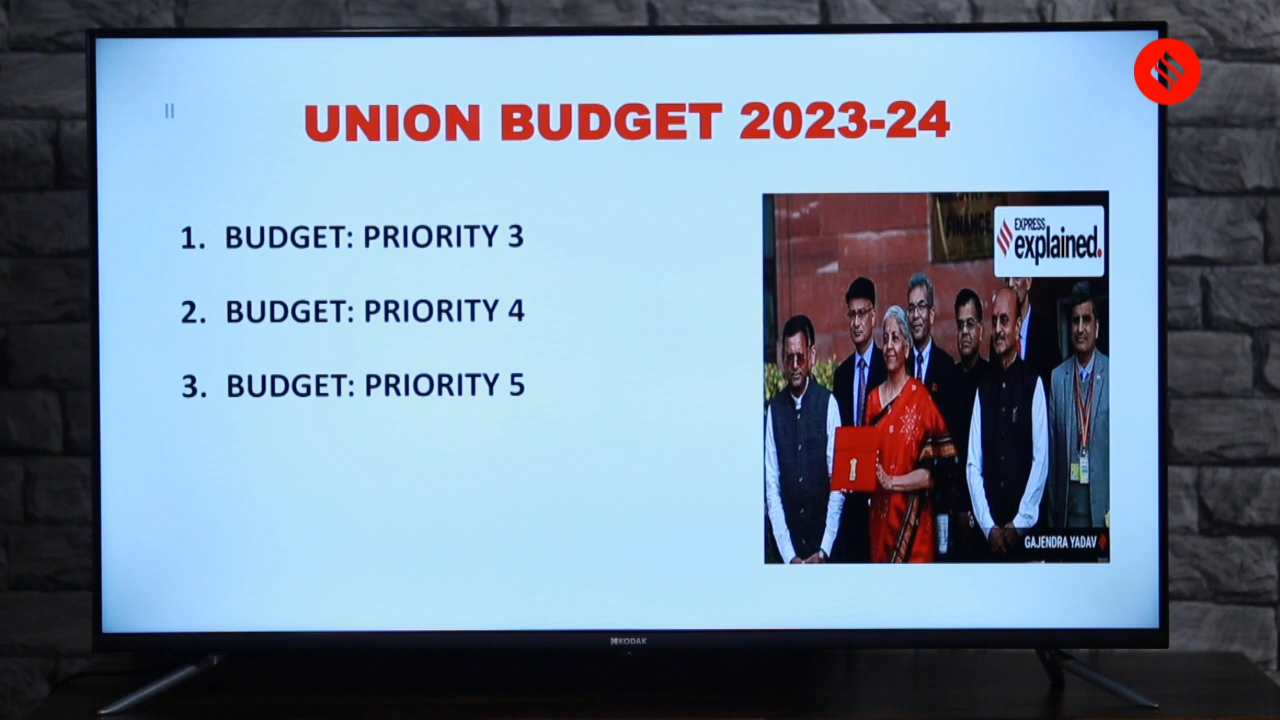 UNION BUDGET 2023-24
1. BUDGET: PRIORITY 3
2. BUDGET: PRIORITY 4
3. BUDGET: PRIORITY 5
FINANCE
EXPRESS
explained.
GAJENDRA YADAV
KODAK